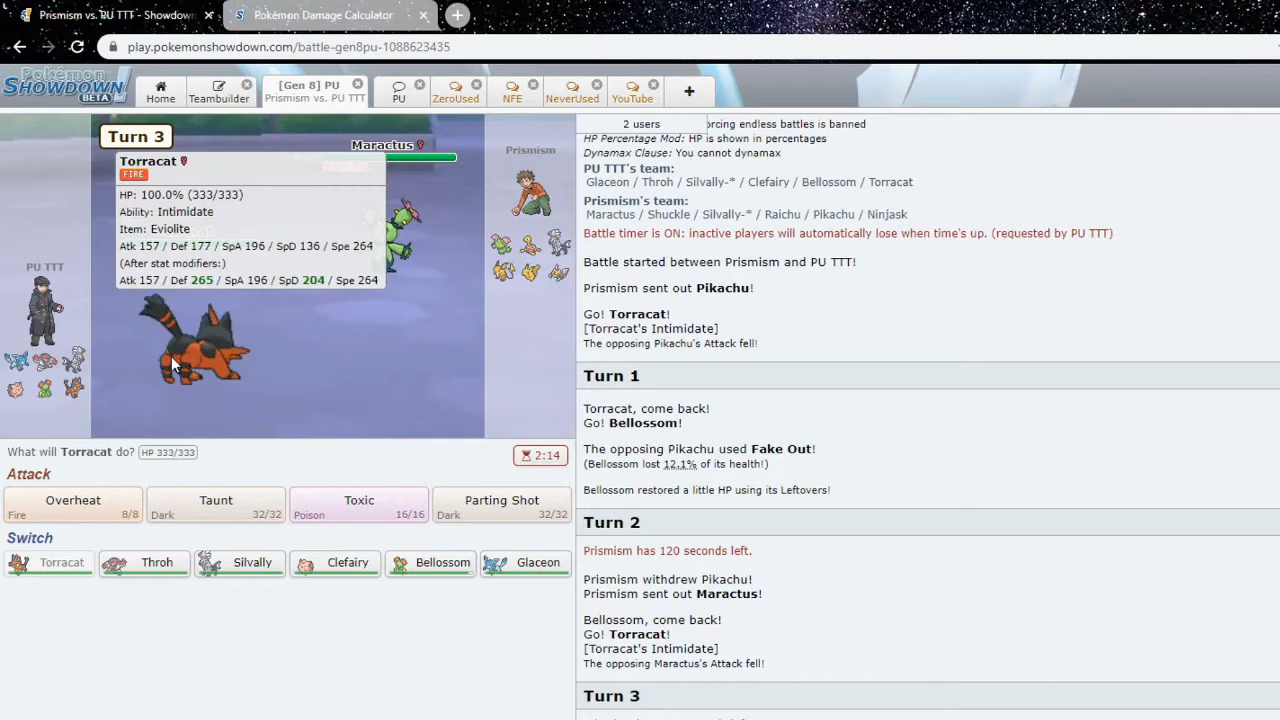 Prismism vs. PU TTT - Showdown
Pokémon Damage Calculator
play.pokemonshowdown.com/battle-gen8pu-1088623435
Pokémon
SHOWDOWN
BETA
Home
Teambuilder
[Gen 8] PU
Prismism vs. PU TTT
PU
ZeroUsed
NFE
NeverUsed
YouTube
Turn 3
Torracat
FIRE
HP: 100.0% (333/333)
Ability: Intimidate
Item: Eviolite
Atk 157 / Def 177 / SpA 196 / SpD 136 / Spe 264
(After stat modifiers:)
Atk 157 / Def 265 / SpA 196 / SpD 204 / Spe 264
Maractus
Prismism
PU TTT
What will Torracat do? HP 333/333
2:14
Attack
Overheat
Fire 8/8
Taunt
Dark 32/32
Toxic
Poison 16/16
Parting Shot
Dark 32/32
Switch
Torracat
Throh
Silvally
Clefairy
Bellossom
Glaceon
2 users
orcing endless battles is banned
HP Percentage Mod: HP is shown in percentages
Dynamax Clause: You cannot dynamax
PU TTT's team:
Glaceon / Throh / Silvally-* / Clefairy / Bellossom / Torracat
Prismism's team:
Maractus / Shuckle / Silvally-* / Raichu / Pikachu / Ninjask
Battle timer is ON: inactive players will automatically lose when time's up. (requested by PU TTT)
Battle started between Prismism and PU TTT!
Prismism sent out Pikachu!
Go! Torracat!
[Torracat's Intimidate]
The opposing Pikachu's Attack fell!
Turn 1
Torracat, come back!
Go! Bellossom!
The opposing Pikachu used Fake Out!
(Bellossom lost 12.1% of its health!)
Bellossom restored a little HP using its Leftovers!
Turn 2
Prismism has 120 seconds left.
Prismism withdrew Pikachu!
Prismism sent out Maractus!
Bellossom, come back!
Go! Torracat!
[Torracat's Intimidate]
The opposing Maractus's Attack fell!
Turn 3